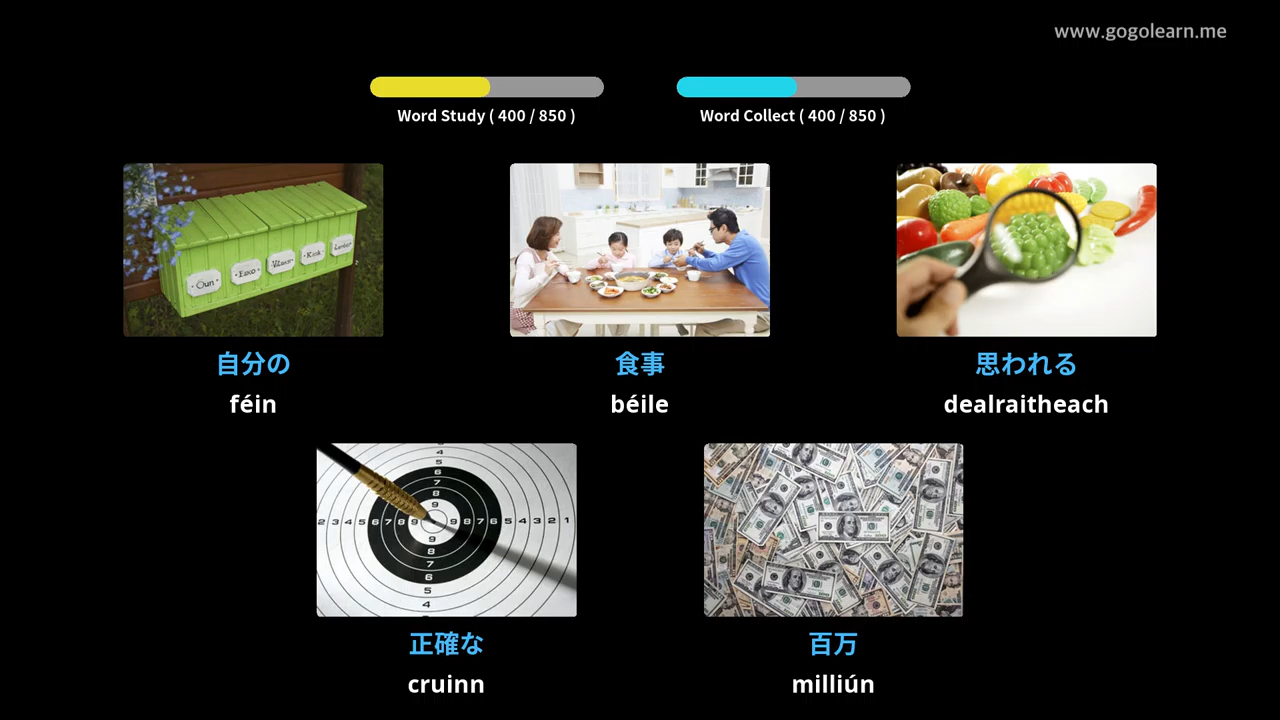 www.gogolearn.me
Word Study ( 400 / 850 )
Word Collect ( 400 / 850 )
自分の
féin
食事
béile
思われる
dealraitheach
正確な
cruinn
百万
milliún